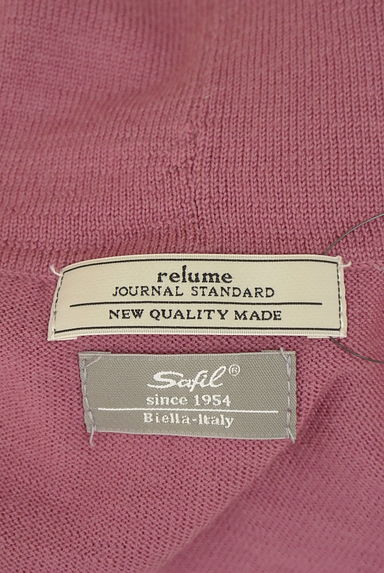 relume
JOURNAL STANDARD
NEW QUALITY MADE
Safil®
since 1954
Biella-Italy